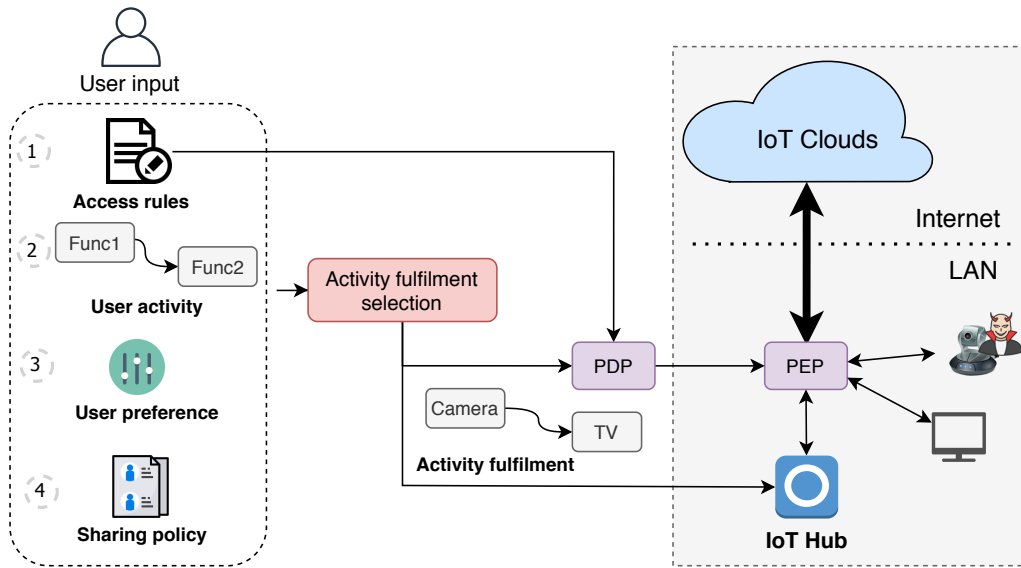 User input
1
Access rules
2
Func1
Func2
User activity
3
User preference
4
Sharing policy
Activity fulfilment
selection
PDP
Camera
TV
Activity fulfilment
IoT Clouds
Internet
LAN
PEP
IoT Hub